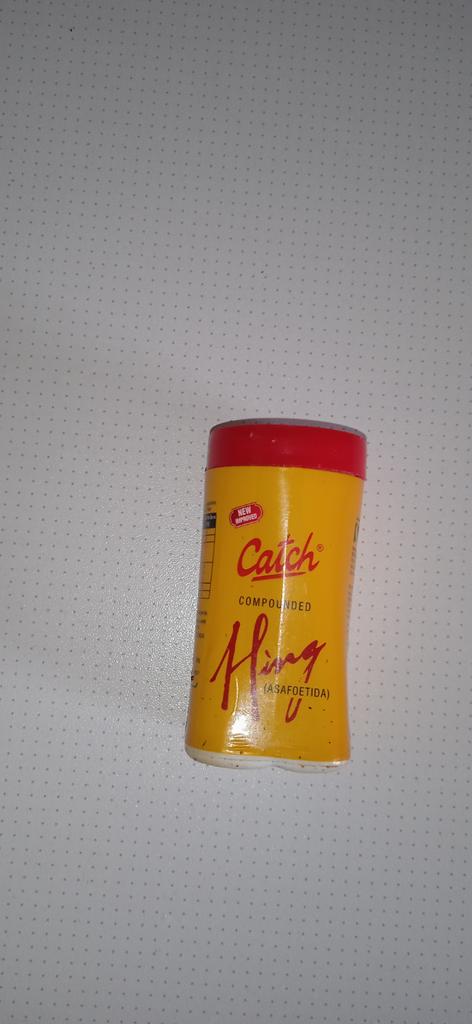 NEW
IMPROVED
Catch®
COMPOUNDED
Hing
(ASAFOETIDA)